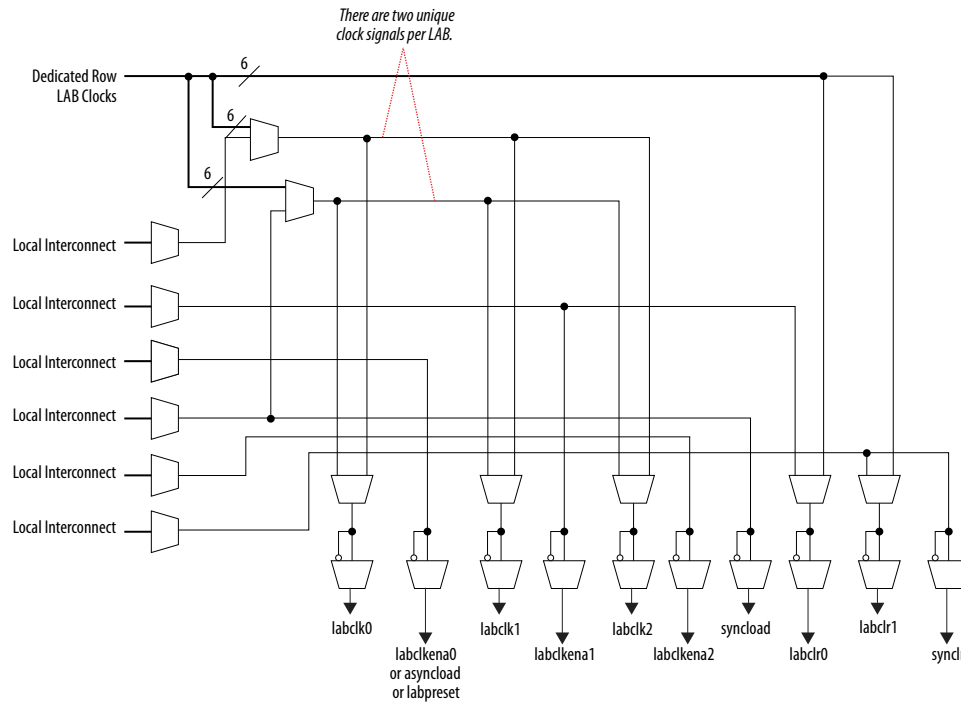 There are two unique
clock signals per LAB.
Dedicated Row
LAB Clocks
6
6
6
Local Interconnect
Local Interconnect
Local Interconnect
Local Interconnect
Local Interconnect
Local Interconnect
labclk0
labclk1
labclk2
syncload
labclr1
labclkena0
or asyncload
or labpreset
labclkena1
labclkena2
labclr0